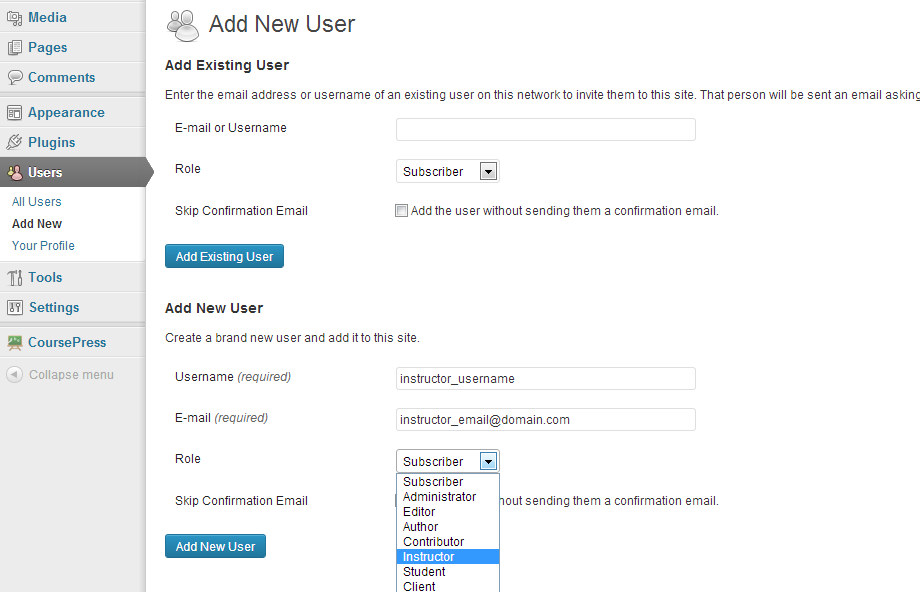 Media
Pages
Comments
Appearance
Plugins
Users
All Users
Add New
Your Profile
Tools
Settings
CoursePress
Collapse menu
Add New User
Add Existing User
Enter the email address or username of an existing user on this network to invite them to this site. That person will be sent an email asking
E-mail or Username
Role
Subscriber
Skip Confirmation Email
Add the user without sending them a confirmation email.
Add Existing User
Add New User
Create a brand new user and add it to this site.
Username (required)
instructor_username
E-mail (required)
instructor_email@domain.com
Role
Subscriber
Subscriber
Administrator
Editor
Author
Contributor
Instructor
Student
Client
Skip Confirmation Email
hout sending them a confirmation email.
Add New User